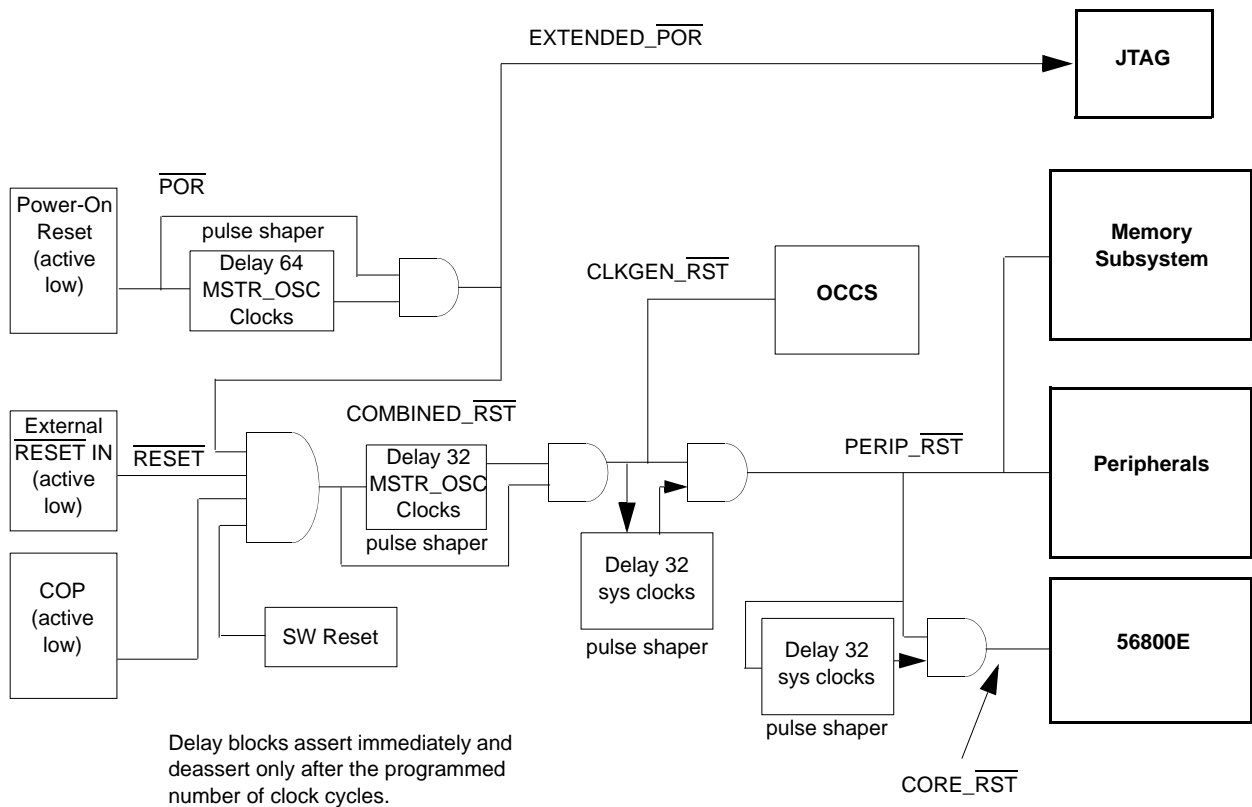 EXTENDED_POR
JTAG
POR
Power-On
Reset
(active
low)
pulse shaper
Delay 64
MSTR_OSC
Clocks
CLKGEN_RST
OCCS
Memory
Subsystem
External
RESET IN
(active
low)
RESET
COMBINED_RST
Delay 32
MSTR_OSC
Clocks
pulse shaper
PERIP_RST
Peripherals
COP
(active
low)
SW Reset
Delay 32
sys clocks
pulse shaper
Delay 32
sys clocks
pulse shaper
56800E
CORE_RST
Delay blocks assert immediately and
deassert only after the programmed
number of clock cycles.